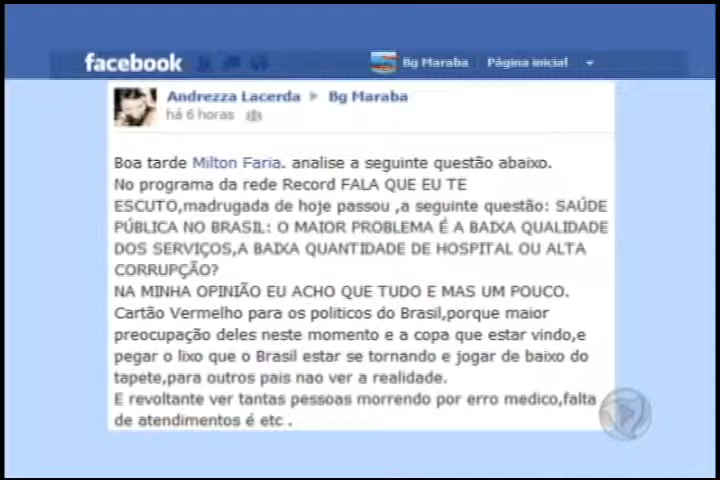 facebook
Bg Maraba Página inicial
Andrezza Lacerda Bg Maraba
há 6 horas
Boa tarde Milton Faria. analise a seguinte questão abaixo.
No programa da rede Record FALA QUE EU TE
ESCUTO,madrugada de hoje passou ,a seguinte questão: SAÚDE
PÚBLICA NO BRASIL: O MAIOR PROBLEMA É A BAIXA QUALIDADE
DOS SERVIÇOS,A BAIXA QUANTIDADE DE HOSPITAL OU ALTA
CORRUPÇÃO?
NA MINHA OPINIÃO EU ACHO QUE TUDO E MAS UM POUCO.
Cartão Vermelho para os politicos do Brasil,porque maior
preocupação deles neste momento e a copa que estar vindo,e
pegar o lixo que o Brasil estar se tornando e jogar de baixo do
tapete,para outros pais nao ver a realidade.
E revoltante ver tantas pessoas morrendo por erro medico,falta
de atendimentos é etc .